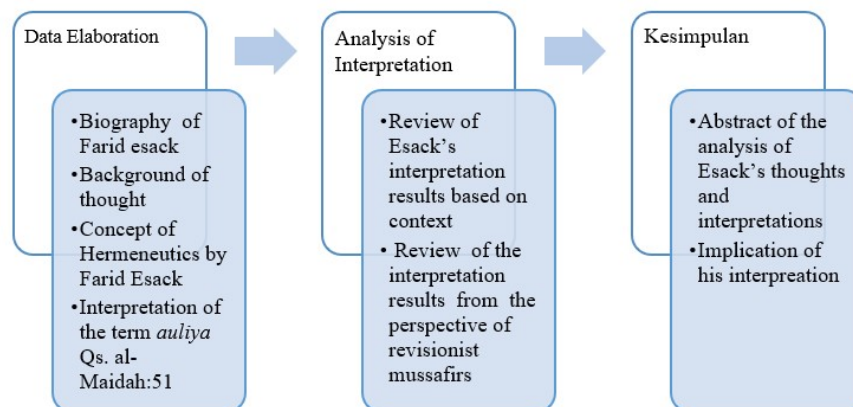 Data Elaboration
•Biography of
Farid esack
•Background of
thought
•Concept of
Hermeneutics by
Farid Esack
•Interpretation of
the term auliya
Qs. al-
Maidah:51
Analysis of
Interpretation
•Review of
Esack's
interpretation
results based on
context
• Review of the
interpretation
results from the
perspective of
revisionist
mussafirs
Kesimpulan
•Abstract of the
analysis of
Esack's thoughts
and
interpretations
•Implication of
his interpreation